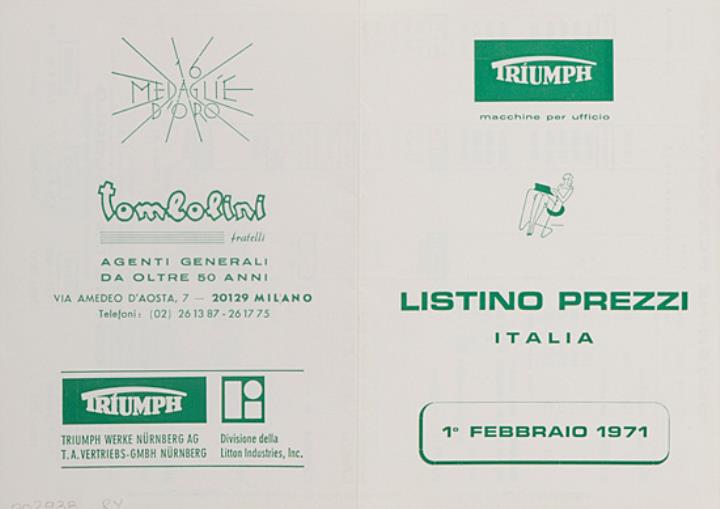 16
MEDAGLIE
D'ORO
tombolini
fratelli
AGENTI GENERALI
DA OLTRE 50 ANNI
VIA AMEDEO D'AOSTA, 7 — 20129 MILANO
Telefoni: (02) 26 13 87 - 26 17 75
TRIUMPH
TRIUMPH WERKE NÜRNBERG AG
T.A. VERTRIEBS-GMBH NÜRNBERG
Divisione della
Litton Industries, Inc.
TRIUMPH
macchine per ufficio
LISTINO PREZZI
ITALIA
1° FEBBRAIO 1971